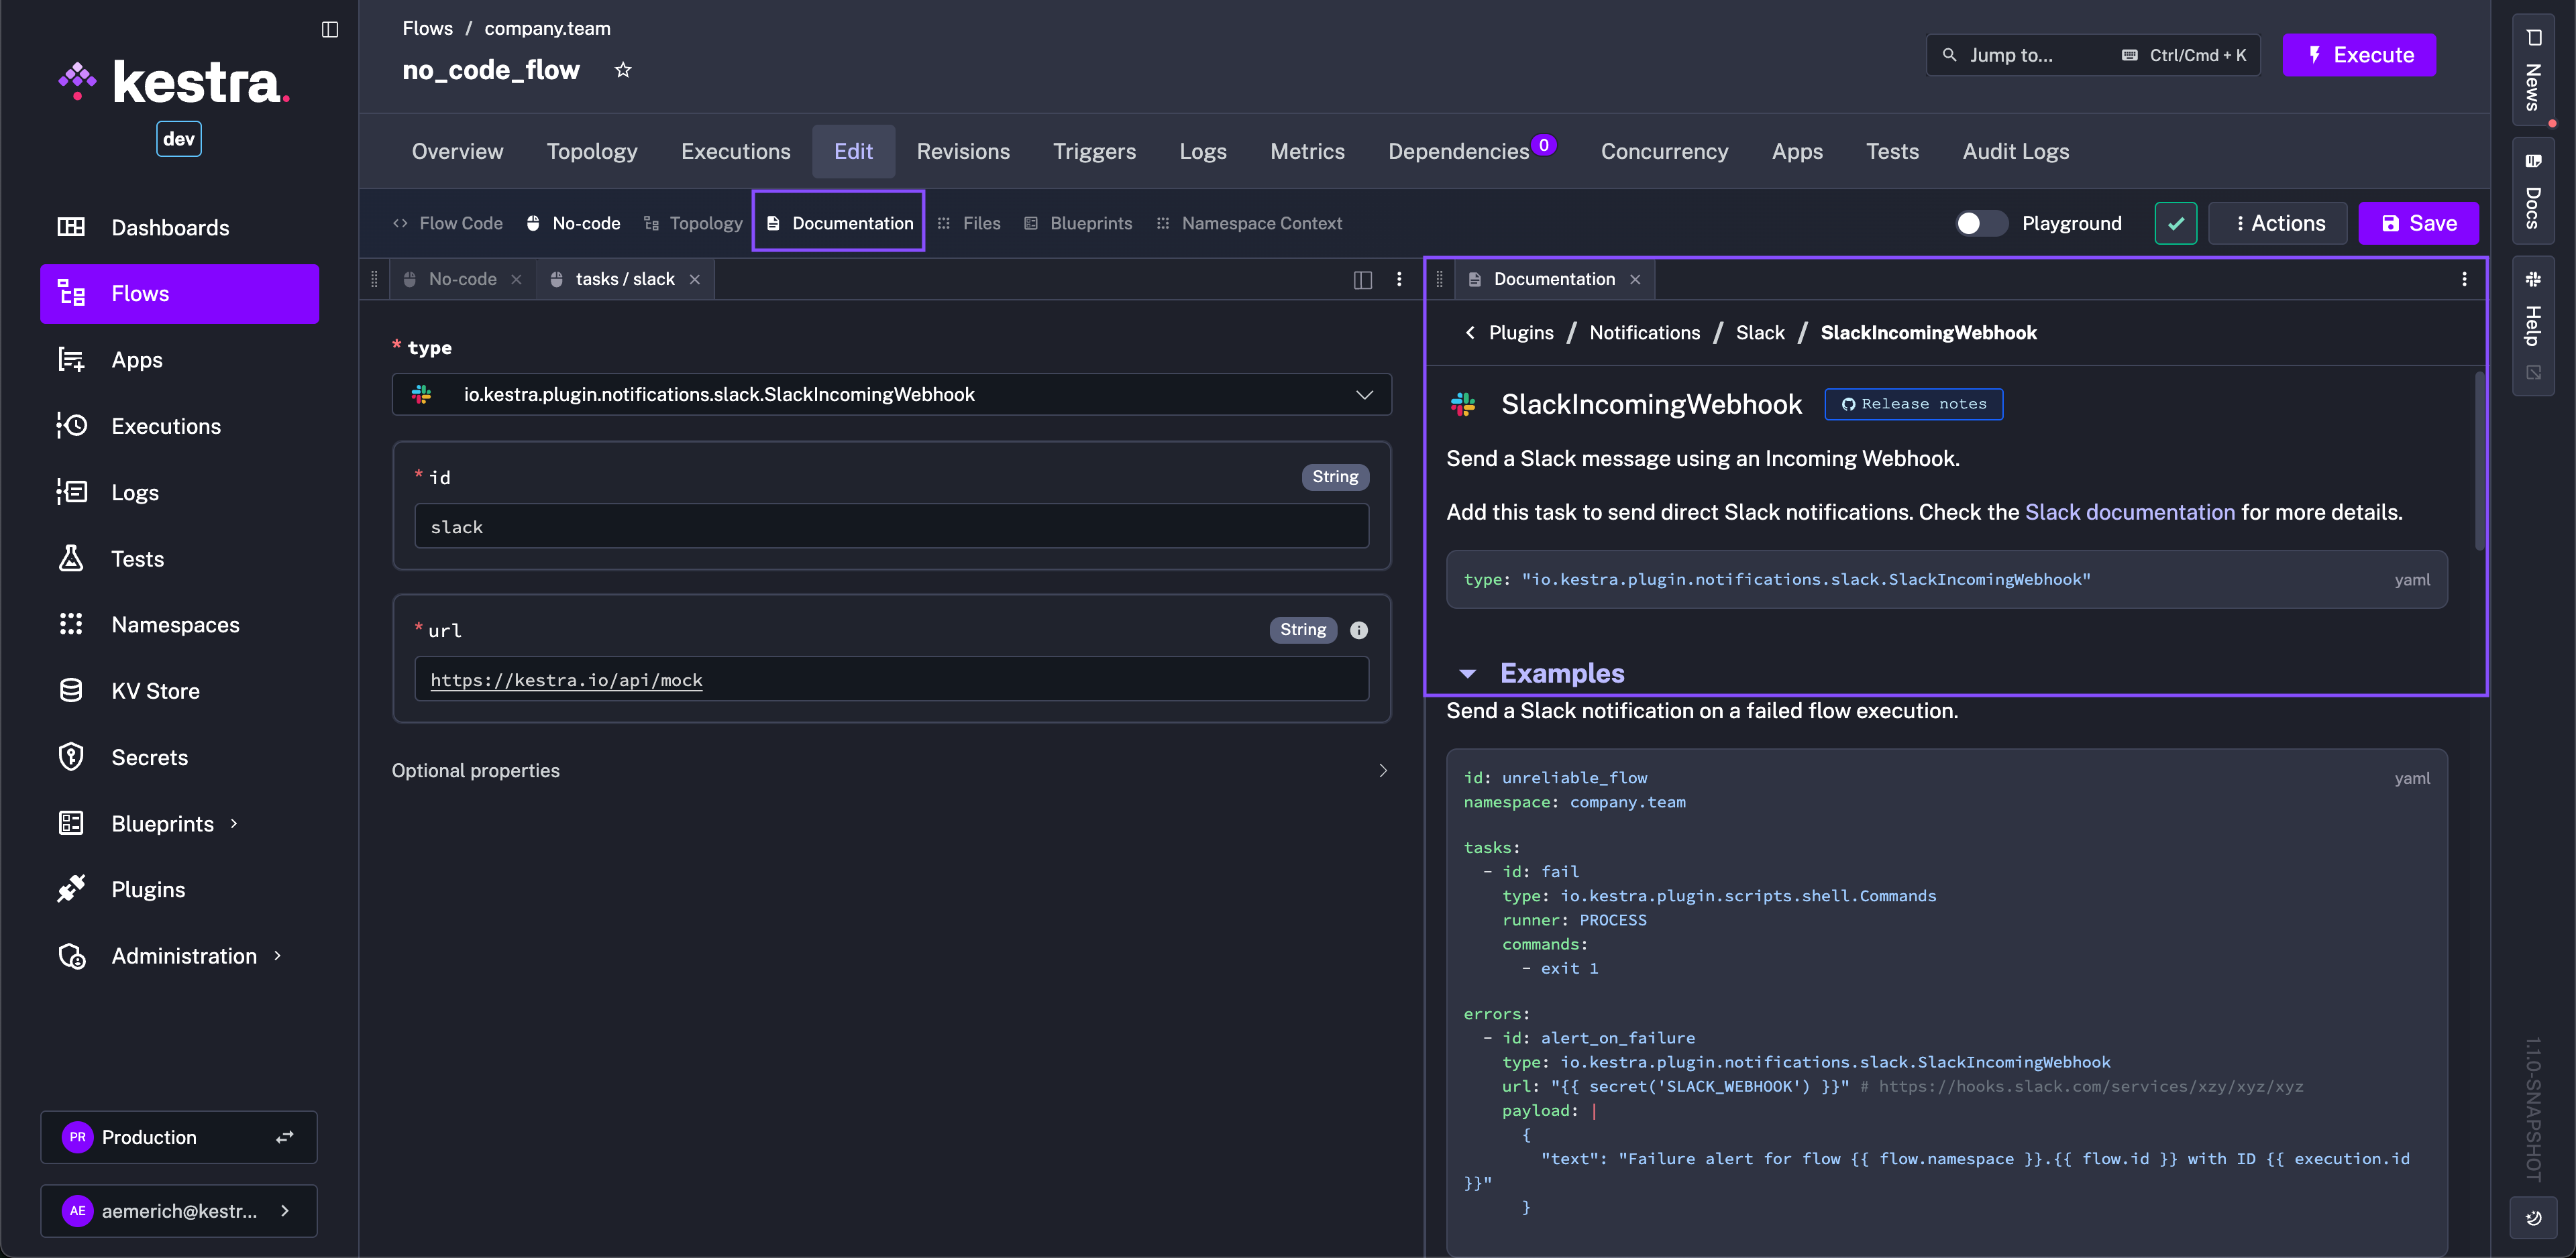 kestra.
dev
Dashboards
Flows
Apps
Executions
Logs
Tests
Namespaces
KV Store
Secrets
Blueprints
Plugins
Administration
PR Production
AE aemerich@kestr...
Flows / company.team
no_code_flow
Jump to... Ctrl/Cmd + K
Execute
Overview Topology Executions Edit Revisions Triggers Logs Metrics Dependencies 0 Concurrency Apps Tests Audit Logs
Flow Code No-code Topology Documentation Files Blueprints Namespace Context
Playground Actions Save
No-code tasks / slack
* type
io.kestra.plugin.notifications.slack.SlackIncomingWebhook
* id String
slack
* url String
https://kestra.io/api/mock
Optional properties
Documentation
Plugins / Notifications / Slack / SlackIncomingWebhook
SlackIncomingWebhook Release notes
Send a Slack message using an Incoming Webhook.
Add this task to send direct Slack notifications. Check the Slack documentation for more details.
type: "io.kestra.plugin.notifications.slack.SlackIncomingWebhook" yaml
Examples
Send a Slack notification on a failed flow execution.
id: unreliable_flow yaml
namespace: company.team
tasks:
- id: fail
type: io.kestra.plugin.scripts.shell.Commands
runner: PROCESS
commands:
- exit 1
errors:
- id: alert_on_failure
type: io.kestra.plugin.notifications.slack.SlackIncomingWebhook
url: "{{ secret('SLACK_WEBHOOK') }}" # https://hooks.slack.com/services/xzy/xyz/xyz
payload: |
{
"text": "Failure alert for flow {{ flow.namespace }}.{{ flow.id }} with ID {{ execution.id
}}"
}
News
Docs
Help
1.1.0-SNAPSHOT